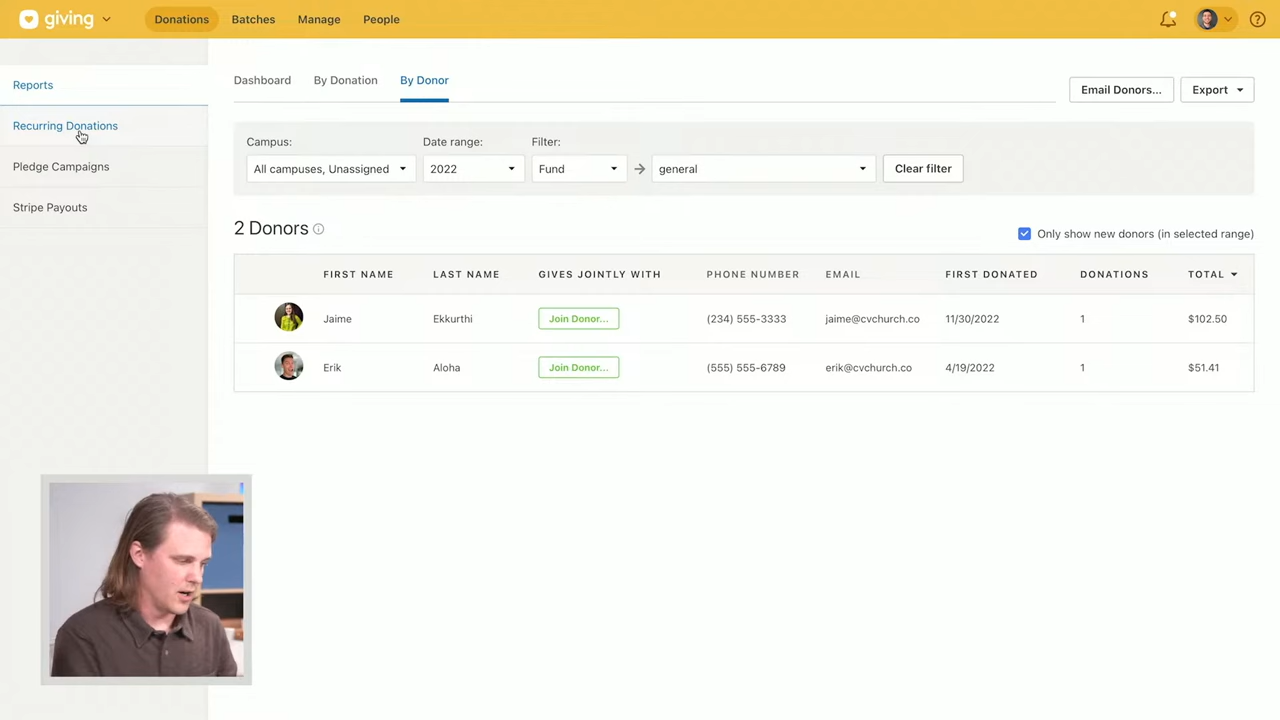 giving
Donations
Batches
Manage
People
Reports
Recurring Donations
Pledge Campaigns
Stripe Payouts
Dashboard
By Donation
By Donor
Email Donors...
Export
Campus:
Date range:
Filter:
All campuses, Unassigned
2022
Fund
general
Clear filter
2 Donors
Only show new donors (in selected range)
FIRST NAME LAST NAME GIVES JOINTLY WITH PHONE NUMBER EMAIL FIRST DONATED DONATIONS TOTAL
Jaime Ekkurthi Join Donor... (234) 555-3333 jaime@cvchurch.co 11/30/2022 1 $102.50
Erik Aloha Join Donor... (555) 555-6789 erik@cvchurch.co 4/19/2022 1 $51.41